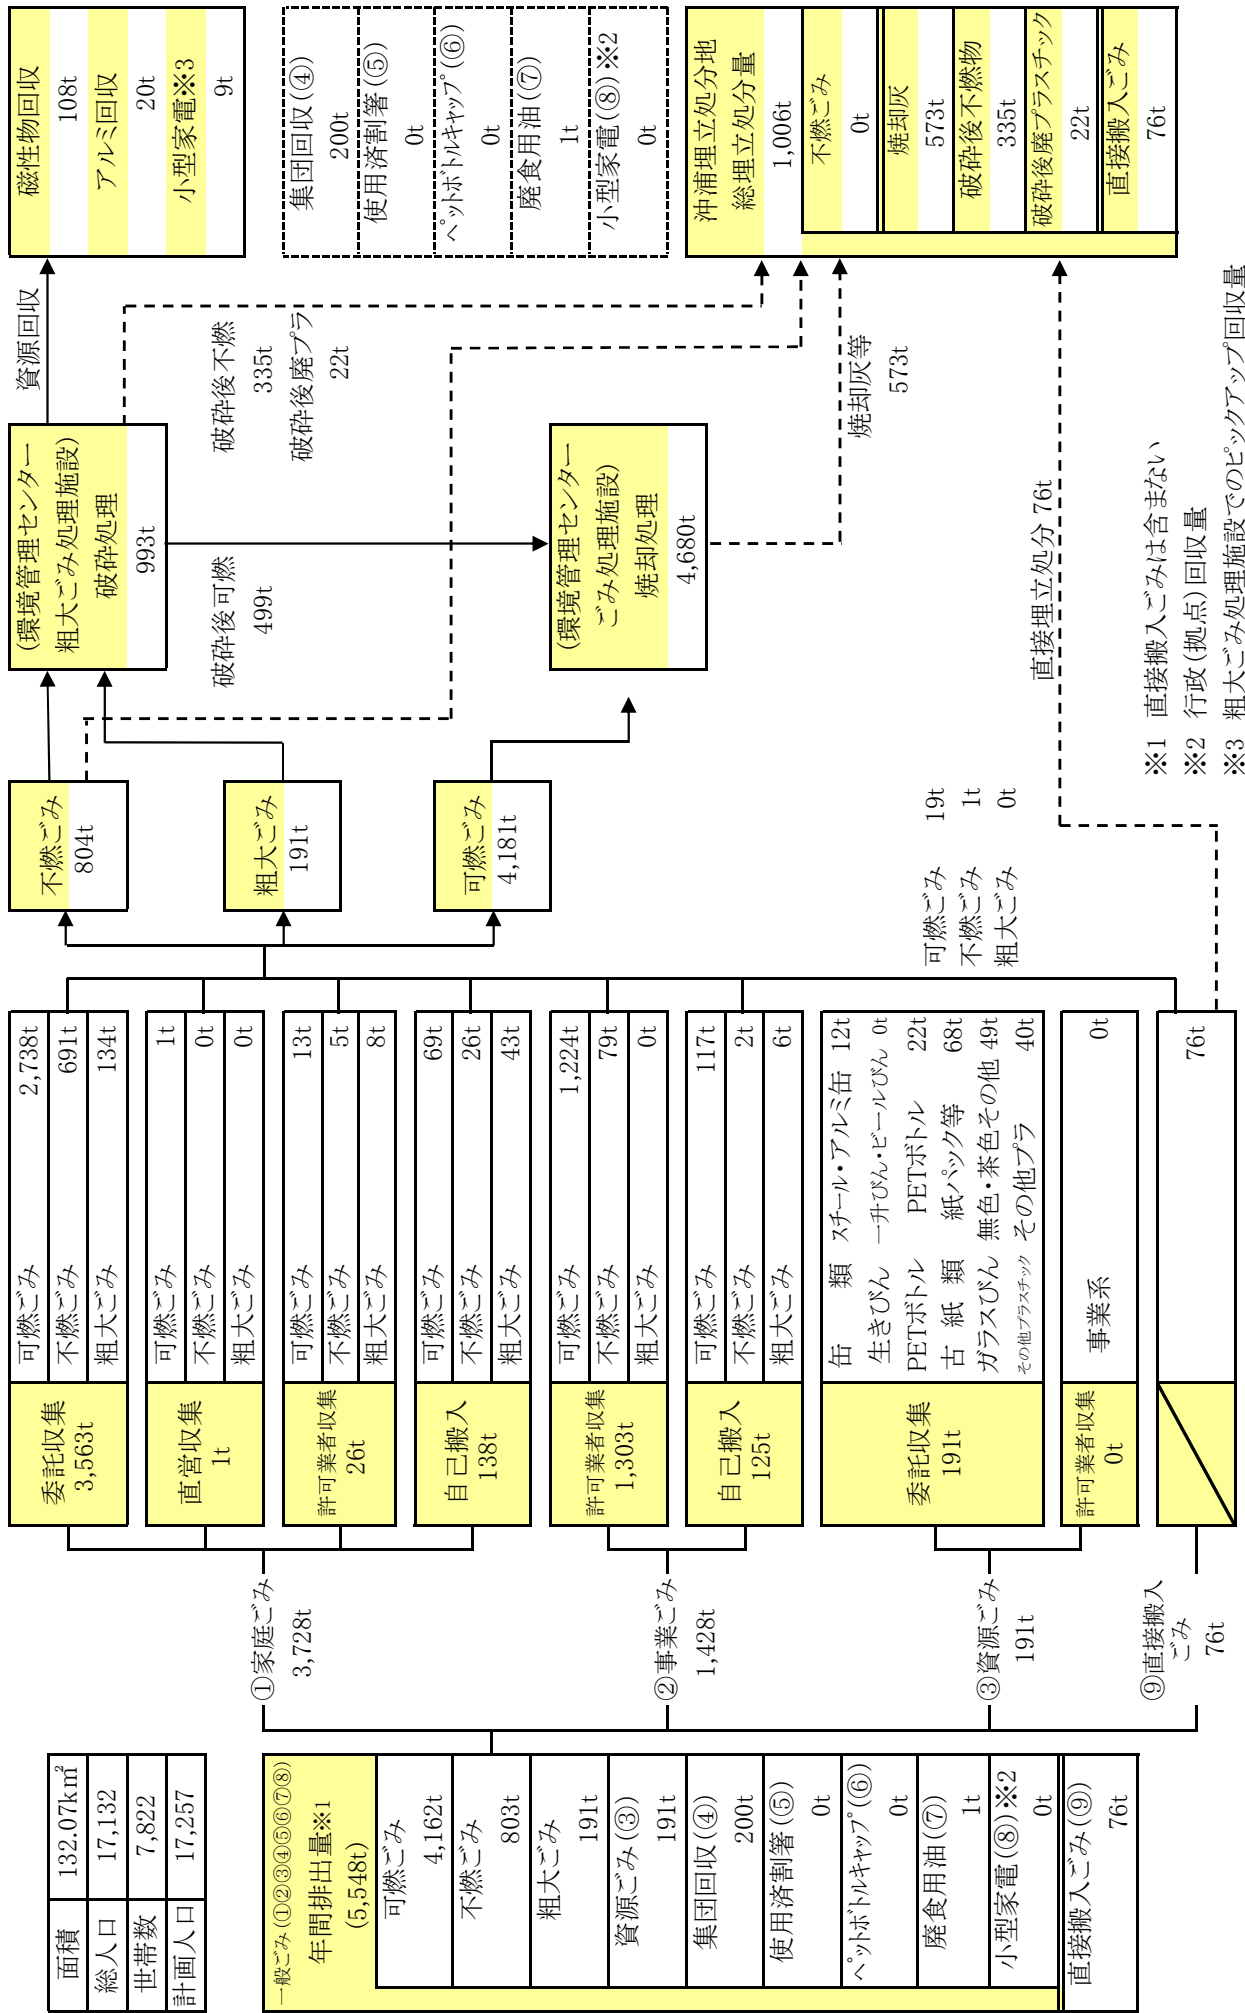 面積 132.07km²
総人口 17,132
世帯数 7,822
計画人口 17,257
一般ごみ(①②③④⑤⑥⑦⑧)
年間排出量※1
(5,548t)
可燃ごみ
4,162t
不燃ごみ
803t
粗大ごみ
191t
資源ごみ(③)
191t
集団回収(④)
200t
使用済割箸(⑤)
0t
ペットボトルキャップ(⑥)
0t
廃食用油(⑦)
1t
小型家電(⑧)※2
0t
直接搬入ごみ(⑨)
76t
①家庭ごみ
3,728t
②事業ごみ
1,428t
③資源ごみ
191t
⑨直接搬入
ごみ
76t
委託収集
3,563t
可燃ごみ 2,738t
不燃ごみ 691t
粗大ごみ 134t
直営収集
1t
可燃ごみ 1t
不燃ごみ 0t
粗大ごみ 0t
許可業者収集
26t
可燃ごみ 13t
不燃ごみ 5t
粗大ごみ 8t
自己搬入
138t
可燃ごみ 69t
不燃ごみ 26t
粗大ごみ 43t
許可業者収集
1,303t
可燃ごみ 1,224t
不燃ごみ 79t
粗大ごみ 0t
自己搬入
125t
可燃ごみ 117t
不燃ごみ 2t
粗大ごみ 6t
委託収集
191t
缶 類 スチール・アルミ缶 12t
生きびん 一升びん・ビールびん 0t
PETボトル PETボトル 22t
古紙類 紙パック等 68t
ガラスびん 無色・茶色その他 49t
その他プラスチック その他プラ 40t
許可業者収集
0t
事業系 0t
76t
不燃ごみ
804t
粗大ごみ
191t
可燃ごみ
4,181t
可燃ごみ 19t
不燃ごみ 1t
粗大ごみ 0t
(環境管理センター
粗大ごみ処理施設)
破砕処理
993t
破砕後可燃
499t
(環境管理センター
ごみ処理施設)
焼却処理
4,680t
資源回収
破砕後不燃
335t
破砕後廃プラ
22t
焼却灰等
573t
直接埋立処分 76t
磁性物回収
108t
アルミ回収
20t
小型家電※3
9t
集団回収(④)
200t
使用済割箸(⑤)
0t
ペットボトルキャップ(⑥)
0t
廃食用油(⑦)
1t
小型家電(⑧)※2
0t
沖浦埋立処分地
総埋立処分量
1,006t
不燃ごみ
0t
焼却灰
573t
破砕後不燃物
335t
破砕後廃プラスチック
22t
直接搬入ごみ
76t
※1 直接搬入ごみは含まない
※2 行政(拠点)回収量
※3 粗大ごみ処理施設でのピックアップ回収量